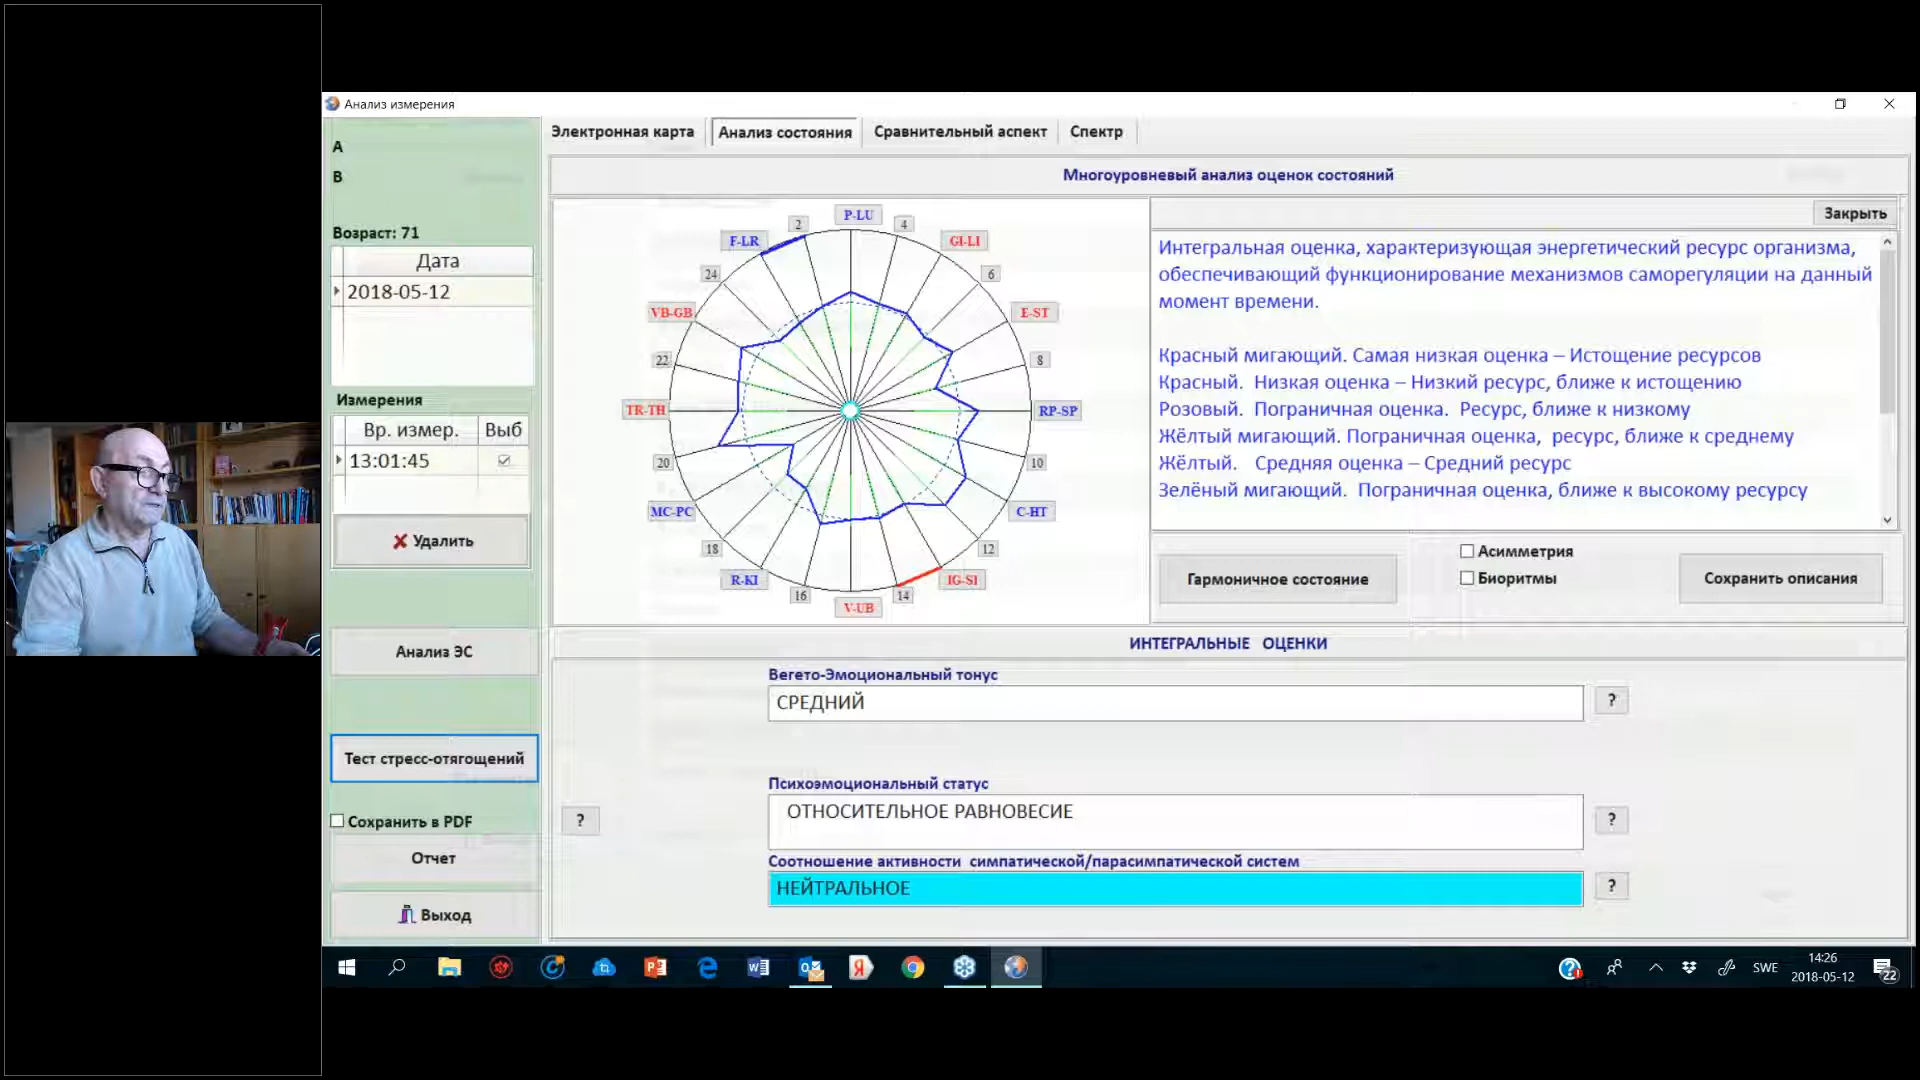 Анализ измерения
A
B
Возраст: 71
Дата
2018-05-12
Измерения
Вр. измер. Выб
13:01:45
Удалить
Анализ ЭС
Тест стресс-отягощений
Сохранить в PDF
Отчет
Выход
Электронная карта Анализ состояния Сравнительный аспект Спектр
Многоуровневый анализ оценок состояний
P-LU
2 4
F-LR GI-LI
24 6
VB-GB E-ST
22 8
TR-TH RP-SP
20 10
MC-PC C-HT
18 12
R-KI IG-SI
16 14
V-UB
Закрыть
Интегральная оценка, характеризующая энергетический ресурс организма,
обеспечивающий функционирование механизмов саморегуляции на данный
момент времени.
Красный мигающий. Самая низкая оценка – Истощение ресурсов
Красный. Низкая оценка – Низкий ресурс, ближе к истощению
Розовый. Пограничная оценка. Ресурс, ближе к низкому
Жёлтый мигающий. Пограничная оценка, ресурс, ближе к среднему
Жёлтый. Средняя оценка – Средний ресурс
Зелёный мигающий. Пограничная оценка, ближе к высокому ресурсу
Гармоничное состояние
Асимметрия
Биоритмы
Сохранить описания
ИНТЕГРАЛЬНЫЕ ОЦЕНКИ
Вегето-Эмоциональный тонус
СРЕДНИЙ
?
Психоэмоциональный статус
? ОТНОСИТЕЛЬНОЕ РАВНОВЕСИЕ ?
Соотношение активности симпатической/парасимпатической систем
НЕЙТРАЛЬНОЕ
?
SWE
14:26
2018-05-12
22